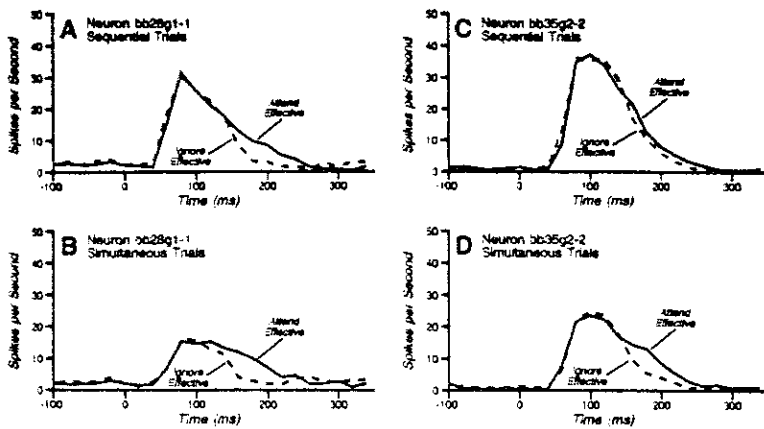 A
Neuron bb28g1-1
Sequential Trials
Spikes per Second
50
40
30
20
10
0
Attend
Effective
Ignore
Effective
-100
0
100
200
300
Time (ms)
C
Neuron bb35g2-2
Sequential Trials
Spikes per Second
50
40
30
20
10
0
Attend
Effective
Ignore
Effective
-100
0
100
200
300
Time (ms)
B
Neuron bb28g1-1
Simultaneous Trials
Spikes per Second
50
40
30
20
10
0
Attend
Effective
Ignore
Effective
-100
0
100
200
300
Time (ms)
D
Neuron bb35g2-2
Simultaneous Trials
Spikes per Second
50
40
30
20
10
0
Attend
Effective
Ignore
Effective
-100
0
100
200
300
Time (ms)